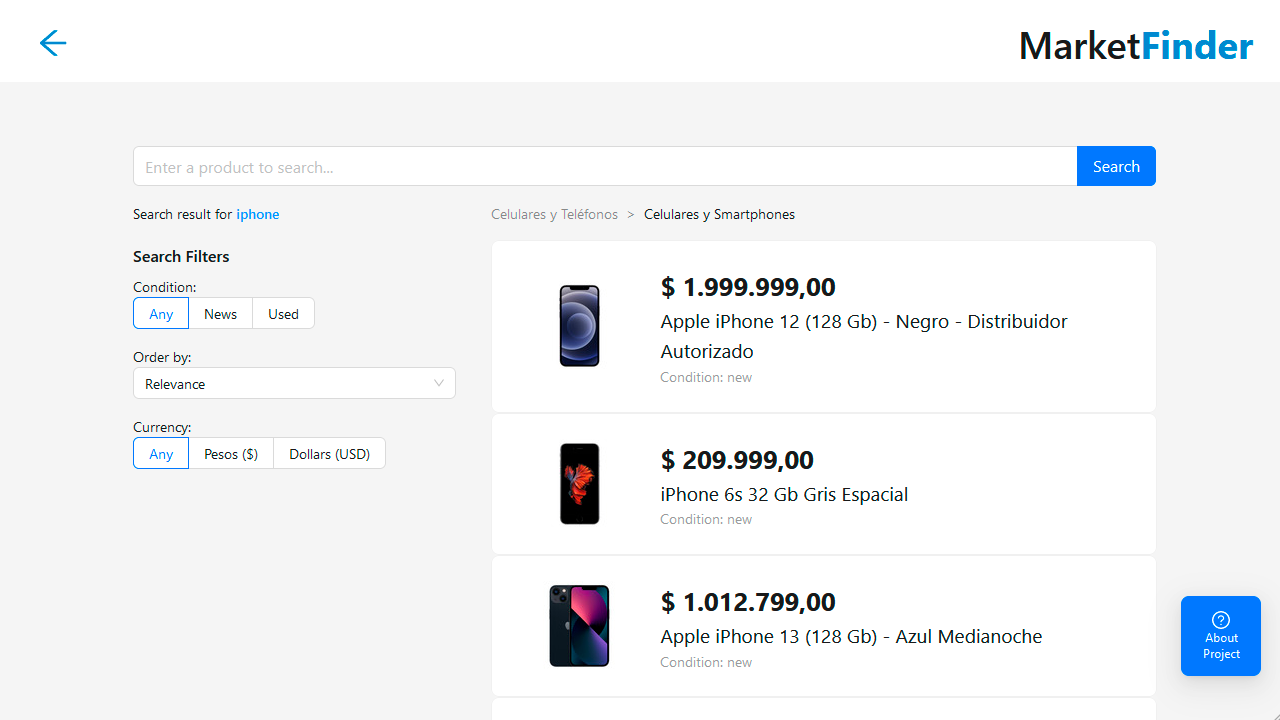 MarketFinder
Enter a product to search...
Search
Search result for iphone
Search Filters
Condition:
Any
News
Used
Order by:
Relevance
Currency:
Any
Pesos ($)
Dollars (USD)
Celulares y Teléfonos > Celulares y Smartphones
$ 1.999.999,00
Apple iPhone 12 (128 Gb) - Negro - Distribuidor
Autorizado
Condition: new
$ 209.999,00
iPhone 6s 32 Gb Gris Espacial
Condition: new
$ 1.012.799,00
Apple iPhone 13 (128 Gb) - Azul Medianoche
Condition: new
About
Project